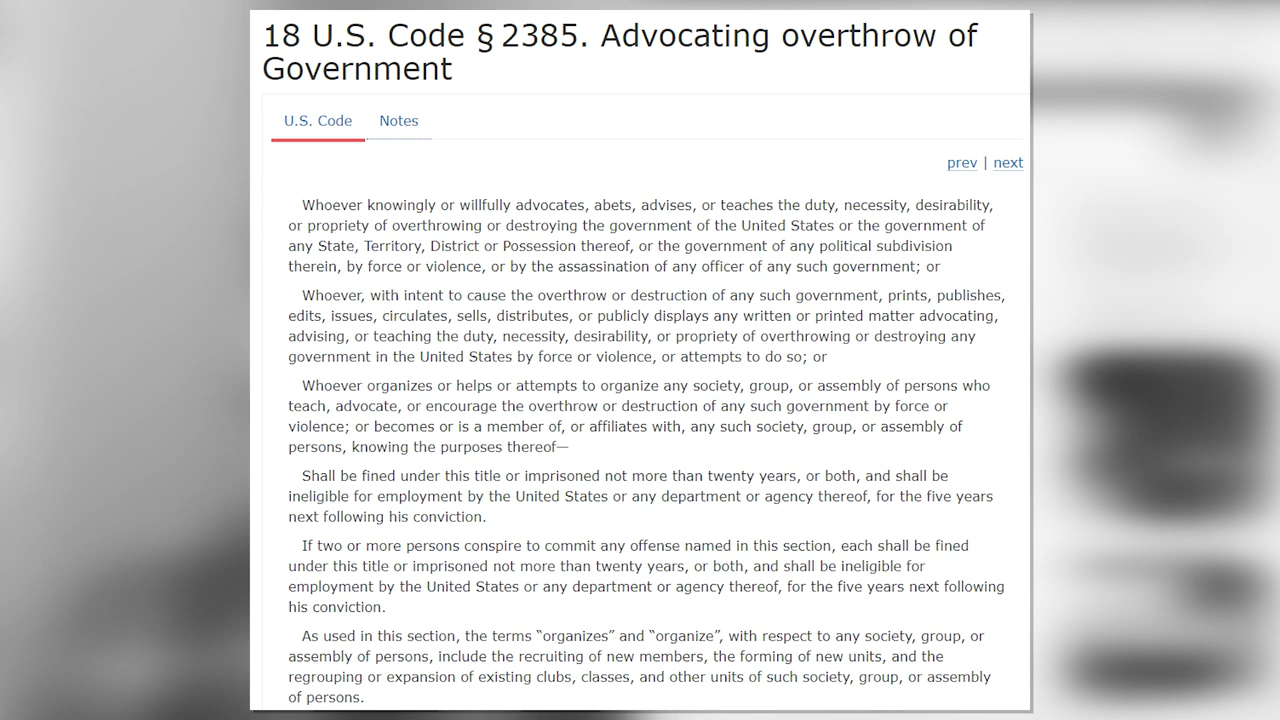 18 U.S. Code § 2385. Advocating overthrow of
Government
U.S. Code Notes
prev | next
Whoever knowingly or willfully advocates, abets, advises, or teaches the duty, necessity, desirability,
or propriety of overthrowing or destroying the government of the United States or the government of
any State, Territory, District or Possession thereof, or the government of any political subdivision
therein, by force or violence, or by the assassination of any officer of any such government; or
Whoever, with intent to cause the overthrow or destruction of any such government, prints, publishes,
edits, issues, circulates, sells, distributes, or publicly displays any written or printed matter advocating,
advising, or teaching the duty, necessity, desirability, or propriety of overthrowing or destroying any
government in the United States by force or violence, or attempts to do so; or
Whoever organizes or helps or attempts to organize any society, group, or assembly of persons who
teach, advocate, or encourage the overthrow or destruction of any such government by force or
violence; or becomes or is a member of, or affiliates with, any such society, group, or assembly of
persons, knowing the purposes thereof—
Shall be fined under this title or imprisoned not more than twenty years, or both, and shall be
ineligible for employment by the United States or any department or agency thereof, for the five years
next following his conviction.
If two or more persons conspire to commit any offense named in this section, each shall be fined
under this title or imprisoned not more than twenty years, or both, and shall be ineligible for
employment by the United States or any department or agency thereof, for the five years next following
his conviction.
As used in this section, the terms “organizes” and “organize”, with respect to any society, group, or
assembly of persons, include the recruiting of new members, the forming of new units, and the
regrouping or expansion of existing clubs, classes, and other units of such society, group, or assembly
of persons.